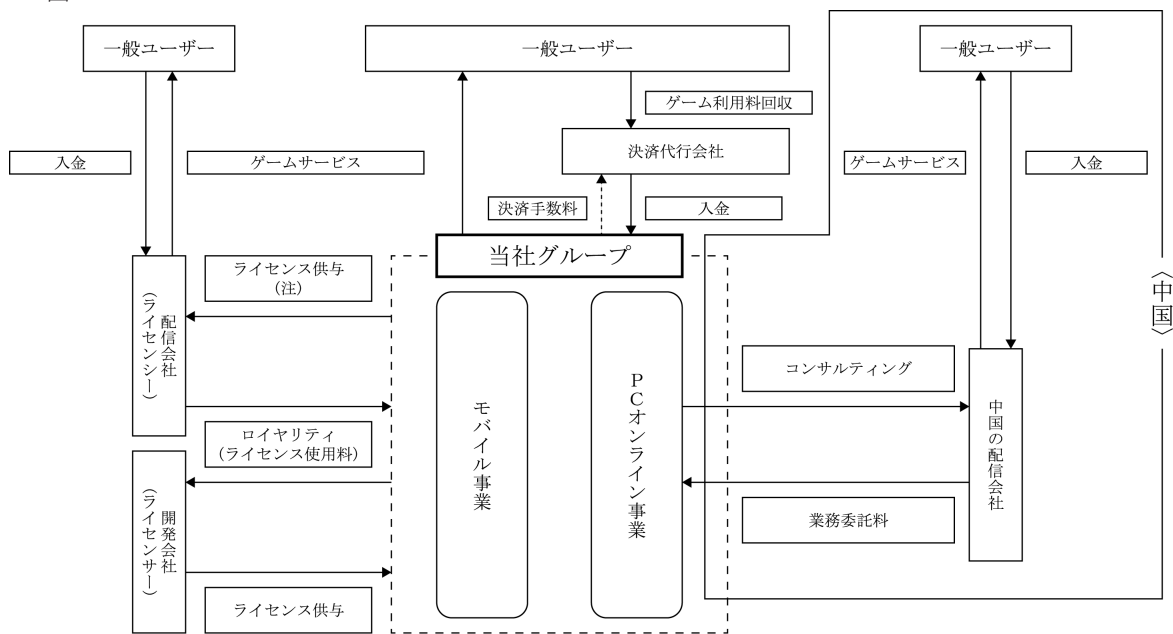 一般ユーザー
一般ユーザー
一般ユーザー
ゲーム利用料回収
決済代行会社
入金
ゲームサービス
ゲームサービス
入金
決済手数料
入金
当社グループ
ライセンス供与
(注)
配信会社
(ライセンシー)
〈中国〉
モバイル事業
PCオンライン事業
コンサルティング
中国の配信会社
ロイヤリティ
(ライセンス使用料)
開発会社
(ライセンサー)
業務委託料
ライセンス供与